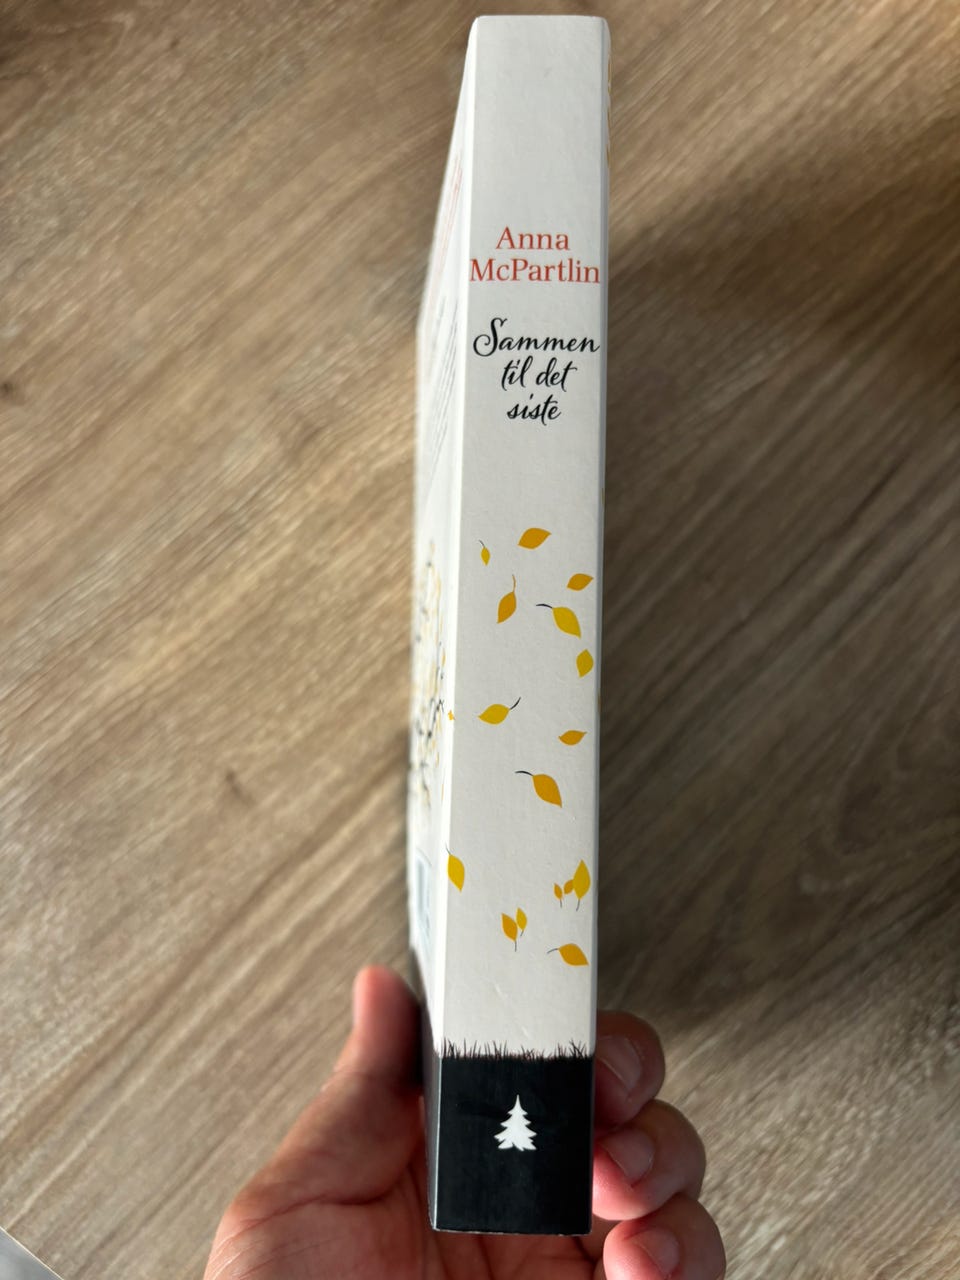 Anna
McPartlin
Sammen
til det
siste